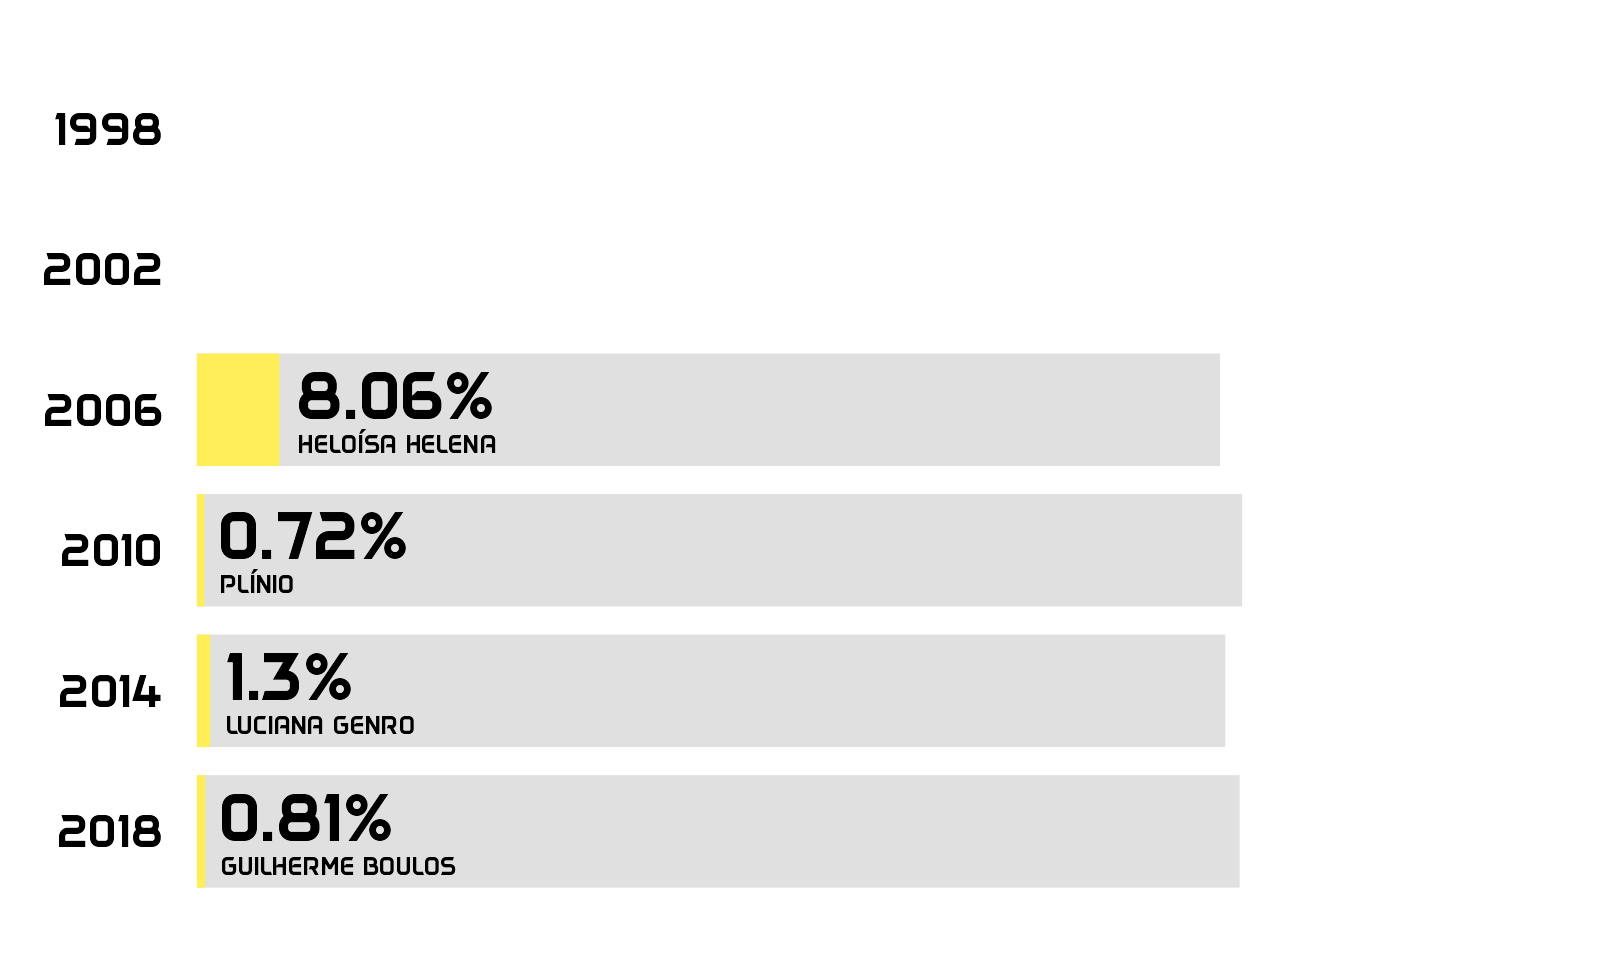 1998
2002
2006
8.06%
HELOÍSA HELENA
2010
0.72%
PLÍNIO
2014
1.3%
LUCIANA GENRO
2018
0.81%
GUILHERME BOULOS